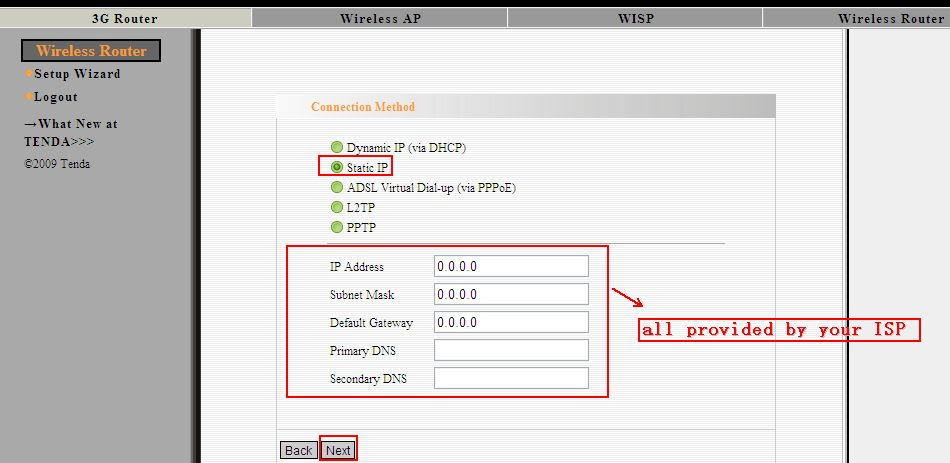 3G Router Wireless AP WISP Wireless Router
Wireless Router
Setup Wizard
Logout
→What New at
TENDA>>>
©2009 Tenda
Connection Method
Dynamic IP (via DHCP)
Static IP
ADSL Virtual Dial-up (via PPPoE)
L2TP
PPTP
IP Address 0.0.0.0
Subnet Mask 0.0.0.0
Default Gateway 0.0.0.0
Primary DNS
Secondary DNS
all provided by your ISP
Back Next